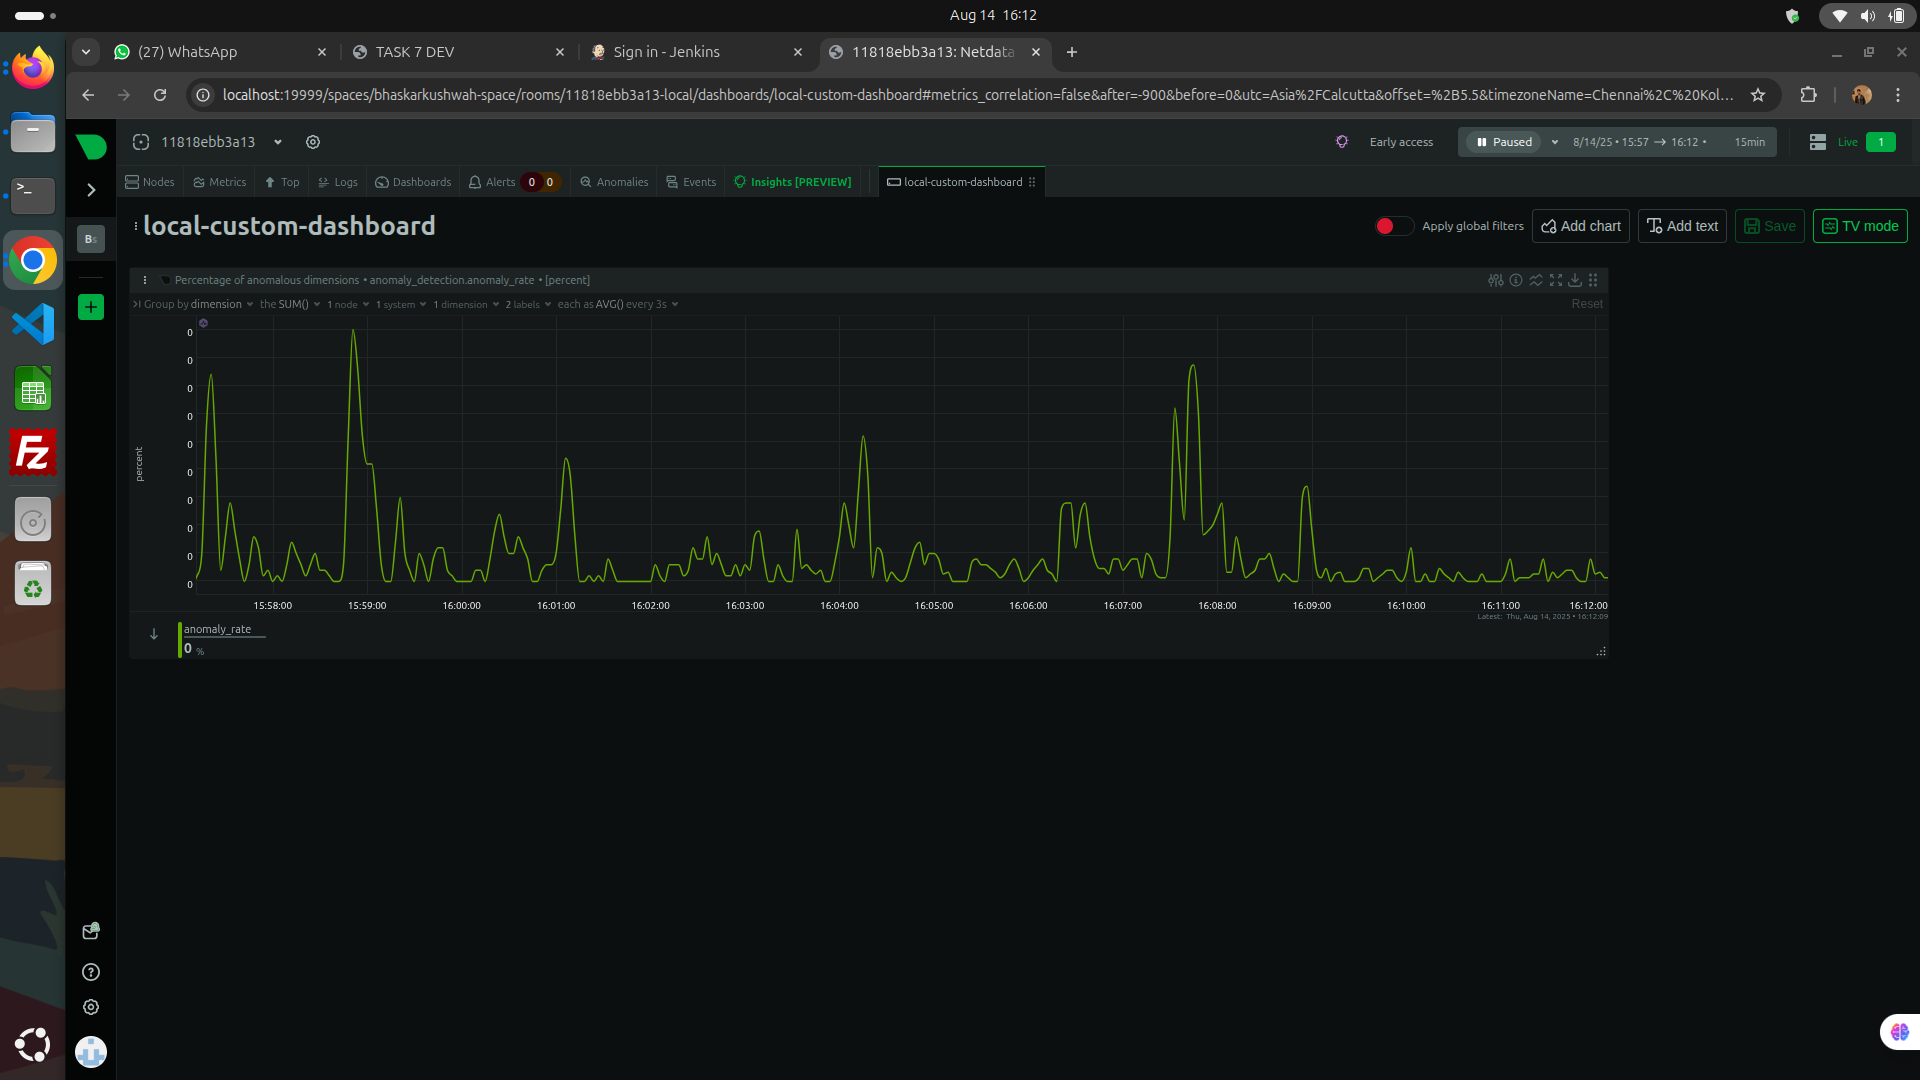 Aug 14 16:12
(27) WhatsApp
TASK 7 DEV
Sign in - Jenkins
11818ebb3a13: Netdata
localhost:19999/spaces/bhaskarkushwah-space/rooms/11818ebb3a13-local/dashboards/local-custom-dashboard#metrics_correlation=false&after=-900&before=0&utc=Asia%2FCalcutta&offset=%2B5.5&timezoneName=Chennai%2C%20Kol...
11818ebb3a13
Early access
Paused
8/14/25 • 15:57 → 16:12 •
15min
Live
1
Nodes
Metrics
Top
Logs
Dashboards
Alerts
0
0
Anomalies
Events
Insights [PREVIEW]
local-custom-dashboard
Bs
local-custom-dashboard
Apply global filters
Add chart
Add text
Save
TV mode
Percentage of anomalous dimensions • anomaly_detection.anomaly_rate • [percent]
Group by dimension the SUM() 1 node 1 system 1 dimension 2 labels each as AVG() every 3s
Reset
percent
0
0
0
0
0
0
0
0
0
0
15:58:00
15:59:00
16:00:00
16:01:00
16:02:00
16:03:00
16:04:00
16:05:00
16:06:00
16:07:00
16:08:00
16:09:00
16:10:00
16:11:00
16:12:00
Latest: Thu, Aug 14, 2025 • 16:12:09
anomaly_rate
0 %